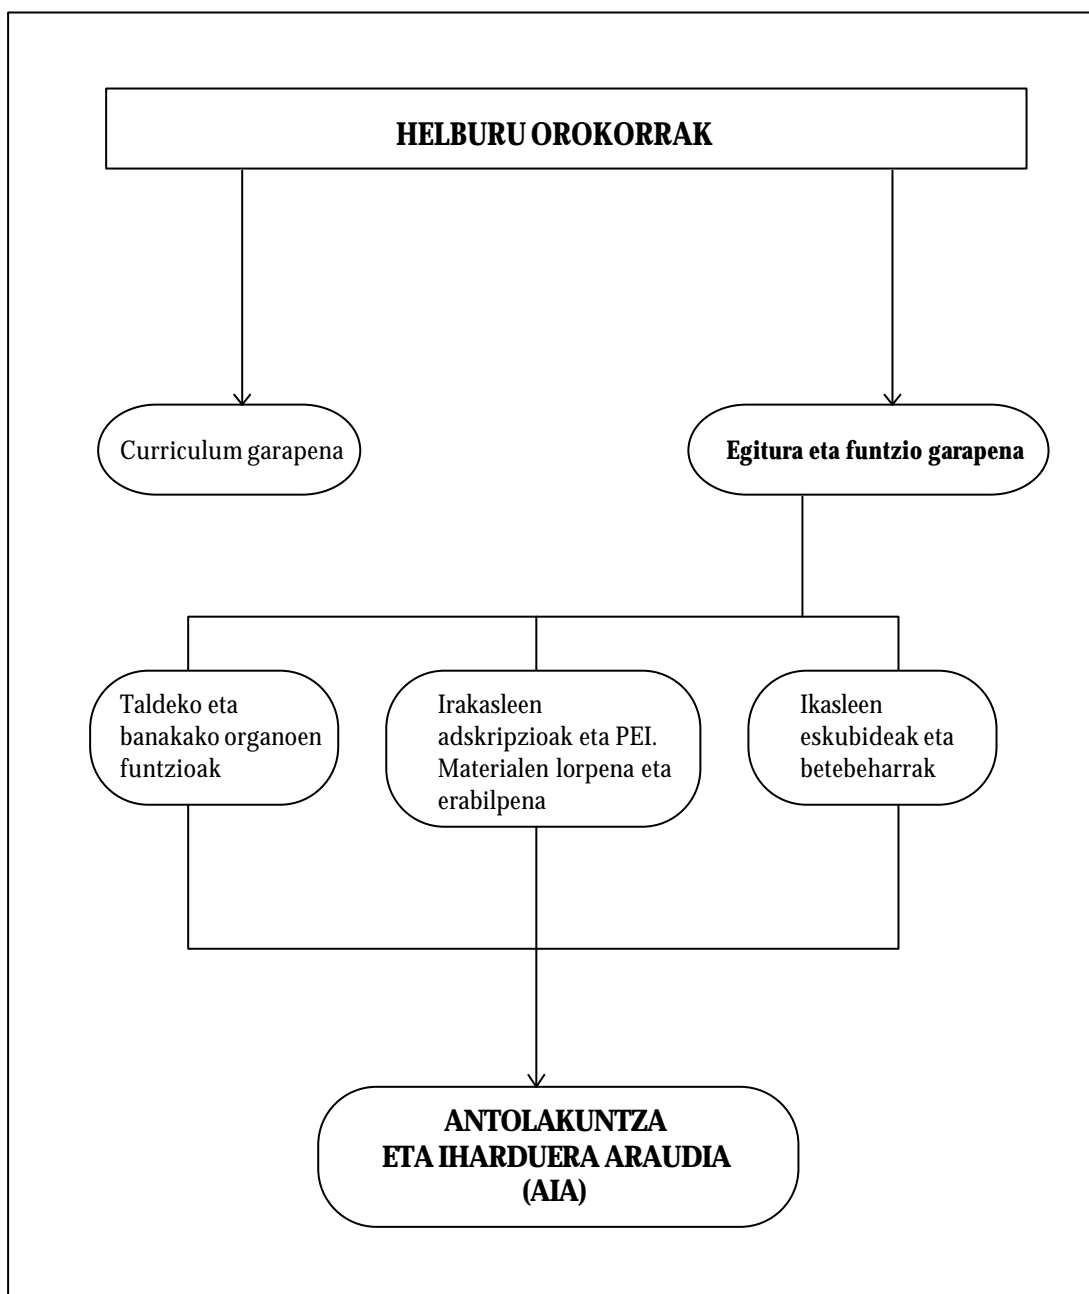 HELBURU OROKORRAK
Curriculum garapena
Egitura eta funtzio garapena
Taldeko eta
banakako organoen
funtzioak
Irakasleen
adskripzioak eta PEI.
Materialen lorpena eta
erabilpena
Ikasleen
eskubideak eta
betebeharrak
ANTOLAKUNTZA
ETA IHARDUERA ARAUDIA
(AIA)